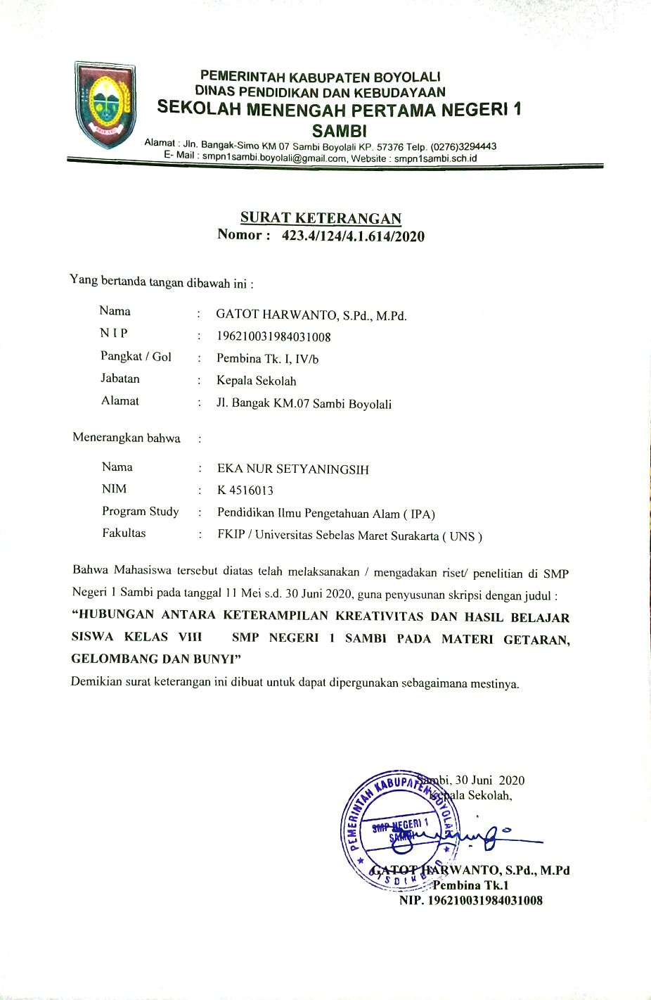 PEMERINTAH KABUPATEN BOYOLALI
DINAS PENDIDIKAN DAN KEBUDAYAAN
SEKOLAH MENENGAH PERTAMA NEGERI 1
SAMBI
Alamat : Jln. Bangak-Simo KM 07 Sambi Boyolali KP. 57376 Telp. (0276)3294443
E- Mail : smpn1sambi.boyolali@gmail.com, Website : smpn1sambi.sch.id
SURAT KETERANGAN
Nomor : 423.4/124/4.1.614/2020
Yang bertanda tangan dibawah ini :
Nama : GATOT HARWANTO, S.Pd., M.Pd.
N I P : 196210031984031008
Pangkat / Gol : Pembina Tk. I, IV/b
Jabatan : Kepala Sekolah
Alamat : Jl. Bangak KM.07 Sambi Boyolali
Menerangkan bahwa :
Nama : EKA NUR SETYANINGSIH
NIM : K 4516013
Program Study : Pendidikan Ilmu Pengetahuan Alam ( IPA)
Fakultas : FKIP / Universitas Sebelas Maret Surakarta ( UNS )
Bahwa Mahasiswa tersebut diatas telah melaksanakan / mengadakan riset/ penelitian di SMP
Negeri 1 Sambi pada tanggal 11 Mei s.d. 30 Juni 2020, guna penyusunan skripsi dengan judul :
“HUBUNGAN ANTARA KETERAMPILAN KREATIVITAS DAN HASIL BELAJAR
SISWA KELAS VIII SMP NEGERI 1 SAMBI PADA MATERI GETARAN,
GELOMBANG DAN BUNYI”
Demikian surat keterangan ini dibuat untuk dapat dipergunakan sebagaimana mestinya.
Sambi, 30 Juni 2020
Kepala Sekolah,
PEMERINTAH KABUPATEN BOYOLALI
SMP NEGERI 1
SAMBI
DISDIKBUD
GATOT HARWANTO, S.Pd., M.Pd
Pembina Tk.1
NIP. 196210031984031008